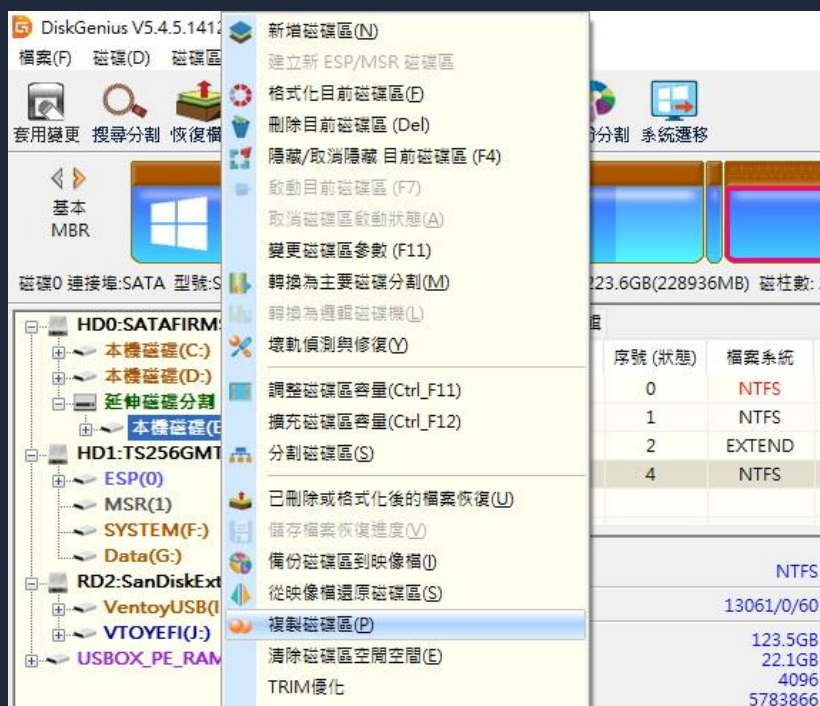 DiskGenius V5.4.5.1412
檔案(F) 磁碟(D) 磁碟區
套用變更 搜尋分割 恢復檔
分割 系統遷移
基本
MBR
磁碟0 連接埠:SATA 型號:S
223.6GB(228936MB) 磁柱數:
HD0:SATAFIRM
本機磁碟(C:)
本機磁碟(D:)
延伸磁碟分割
本機磁碟(E
HD1:TS256GMT
ESP(0)
MSR(1)
SYSTEM(F:)
Data(G:)
RD2:SanDiskExt
VentoyUSB(I
VTOYEFI(J:)
USBOX_PE_RAM
新增磁碟區(N)
建立新 ESP/MSR 磁碟區
格式化目前磁碟區(F)
刪除目前磁碟區 (Del)
隱藏/取消隱藏 目前磁碟區 (F4)
啟動目前磁碟區 (F7)
取消磁碟區啟動狀態(A)
變更磁碟區參數 (F11)
轉換為主要磁碟分割(M)
轉換為邏輯磁碟機(L)
壞軌偵測與修復(Y)
調整磁碟區容量(Ctrl_F11)
擴充磁碟區容量(Ctrl_F12)
分割磁碟區(S)
已刪除或格式化後的檔案恢復(U)
儲存檔案恢復進度(V)
備份磁碟區到映像檔(I)
從映像檔還原磁碟區(S)
複製磁碟區(P)
清除磁碟區空閒空間(E)
TRIM優化
序號 (狀態) 檔案系統
0 NTFS
1 NTFS
2 EXTEND
4 NTFS
NTFS
13061/0/60
123.5GB
22.1GB
4096
5783866